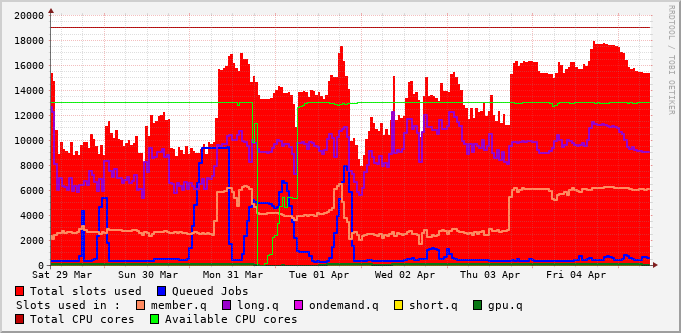 20000
18000
16000
14000
12000
10000
8000
6000
4000
2000
0
Sat 29 Mar Sun 30 Mar Mon 31 Mar Tue 01 Apr Wed 02 Apr Thu 03 Apr Fri 04 Apr
Total slots used Queued Jobs
Slots used in : member.q long.q ondemand.q short.q gpu.q
Total CPU cores Available CPU cores
RRDTOOL / TOBI OETIKER